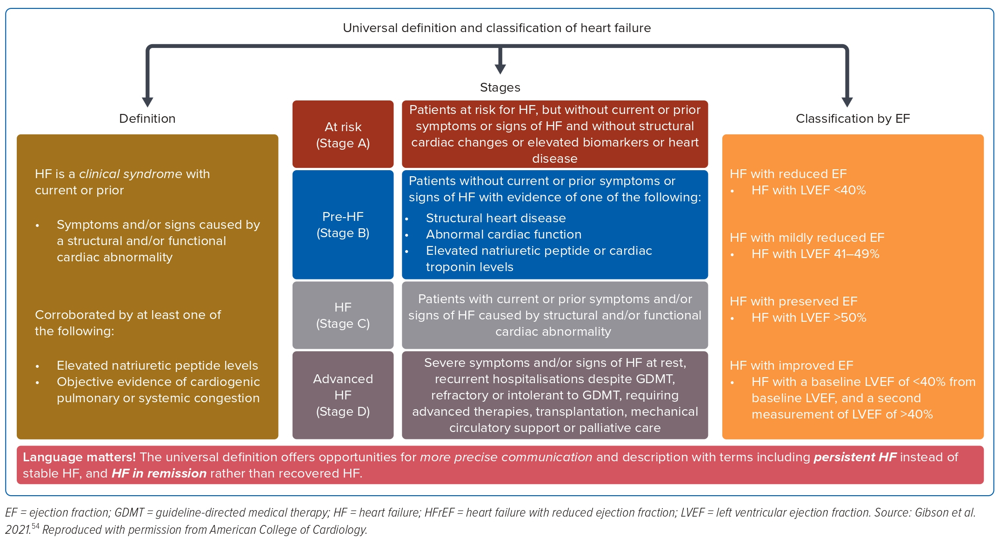 Universal definition and classification of heart failure
Definition
HF is a clinical syndrome with
current or prior
• Symptoms and/or signs caused by
a structural and/or functional
cardiac abnormality
Corroborated by at least one of
the following:
• Elevated natriuretic peptide levels
• Objective evidence of cardiogenic
pulmonary or systemic congestion
Stages
At risk
(Stage A)
Patients at risk for HF, but without current or prior
symptoms or signs of HF and without structural
cardiac changes or elevated biomarkers or heart
disease
Pre-HF
(Stage B)
Patients without current or prior symptoms or
signs of HF with evidence of one of the following:
• Structural heart disease
• Abnormal cardiac function
• Elevated natriuretic peptide or cardiac
troponin levels
HF
(Stage C)
Patients with current or prior symptoms and/or
signs of HF caused by structural and/or functional
cardiac abnormality
Advanced
HF
(Stage D)
Severe symptoms and/or signs of HF at rest,
recurrent hospitalisations despite GDMT,
refractory or intolerant to GDMT, requiring
advanced therapies, transplantation, mechanical
circulatory support or palliative care
Classification by EF
HF with reduced EF
• HF with LVEF <40%
HF with mildly reduced EF
• HF with LVEF 41–49%
HF with preserved EF
• HF with LVEF >50%
HF with improved EF
• HF with a baseline LVEF of <40% from
baseline LVEF, and a second
measurement of LVEF of >40%
Language matters! The universal definition offers opportunities for more precise communication and description with terms including persistent HF instead of
stable HF, and HF in remission rather than recovered HF.
EF = ejection fraction; GDMT = guideline-directed medical therapy; HF = heart failure; HFrEF = heart failure with reduced ejection fraction; LVEF = left ventricular ejection fraction. Source: Gibson et al.
2021.54 Reproduced with permission from American College of Cardiology.